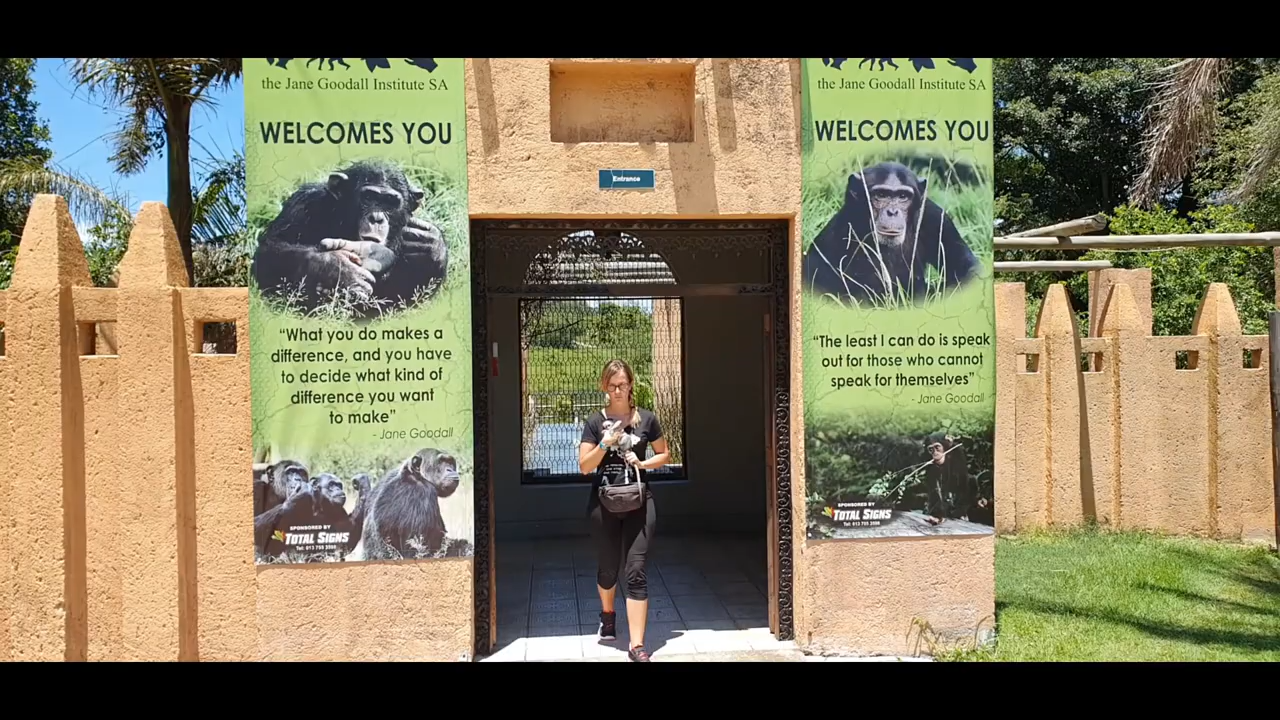 the Jane Goodall Institute SA
WELCOMES YOU
"What you do makes a
difference, and you have
to decide what kind of
difference you want
to make"
- Jane Goodall
SPONSORED BY
TOTAL SIGNS
Entrance
the Jane Goodall Institute SA
WELCOMES YOU
"The least I can do is speak
out for those who cannot
speak for themselves"
- Jane Goodall
SPONSORED BY
TOTAL SIGNS